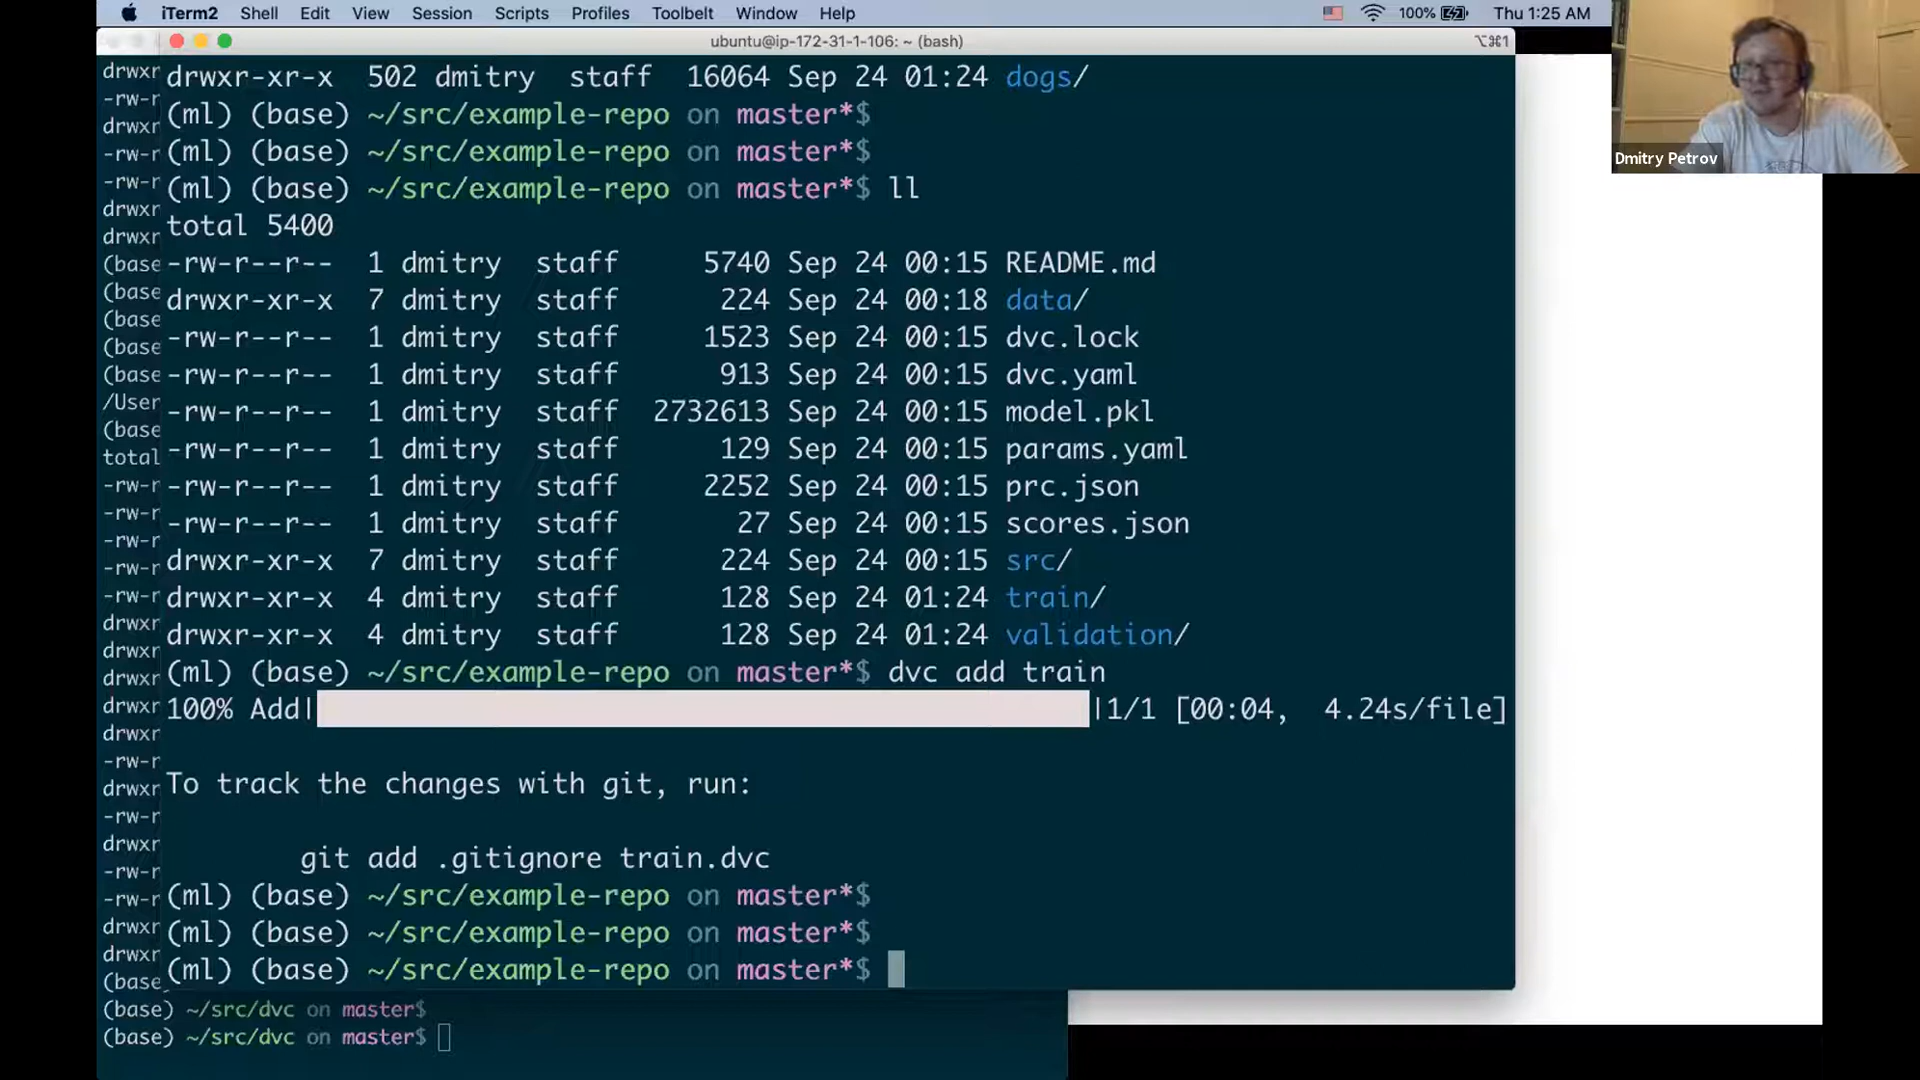 iTerm2 Shell Edit View Session Scripts Profiles Toolbelt Window Help 100% Thu 1:25 AM
ubuntu@ip-172-31-1-106: ~ (bash) ⌥⌘1
drwxr-xr-x 502 dmitry staff 16064 Sep 24 01:24 dogs/
(ml) (base) ~/src/example-repo on master*$
(ml) (base) ~/src/example-repo on master*$
(ml) (base) ~/src/example-repo on master*$ ll
total 5400
-rw-r--r-- 1 dmitry staff 5740 Sep 24 00:15 README.md
drwxr-xr-x 7 dmitry staff 224 Sep 24 00:18 data/
-rw-r--r-- 1 dmitry staff 1523 Sep 24 00:15 dvc.lock
-rw-r--r-- 1 dmitry staff 913 Sep 24 00:15 dvc.yaml
-rw-r--r-- 1 dmitry staff 2732613 Sep 24 00:15 model.pkl
-rw-r--r-- 1 dmitry staff 129 Sep 24 00:15 params.yaml
-rw-r--r-- 1 dmitry staff 2252 Sep 24 00:15 prc.json
-rw-r--r-- 1 dmitry staff 27 Sep 24 00:15 scores.json
drwxr-xr-x 7 dmitry staff 224 Sep 24 00:15 src/
drwxr-xr-x 4 dmitry staff 128 Sep 24 01:24 train/
drwxr-xr-x 4 dmitry staff 128 Sep 24 01:24 validation/
(ml) (base) ~/src/example-repo on master*$ dvc add train
100% Add| |1/1 [00:04, 4.24s/file]
To track the changes with git, run:
git add .gitignore train.dvc
(ml) (base) ~/src/example-repo on master*$
(ml) (base) ~/src/example-repo on master*$
(ml) (base) ~/src/example-repo on master*$
(base) ~/src/dvc on master$
(base) ~/src/dvc on master$
Dmitry Petrov